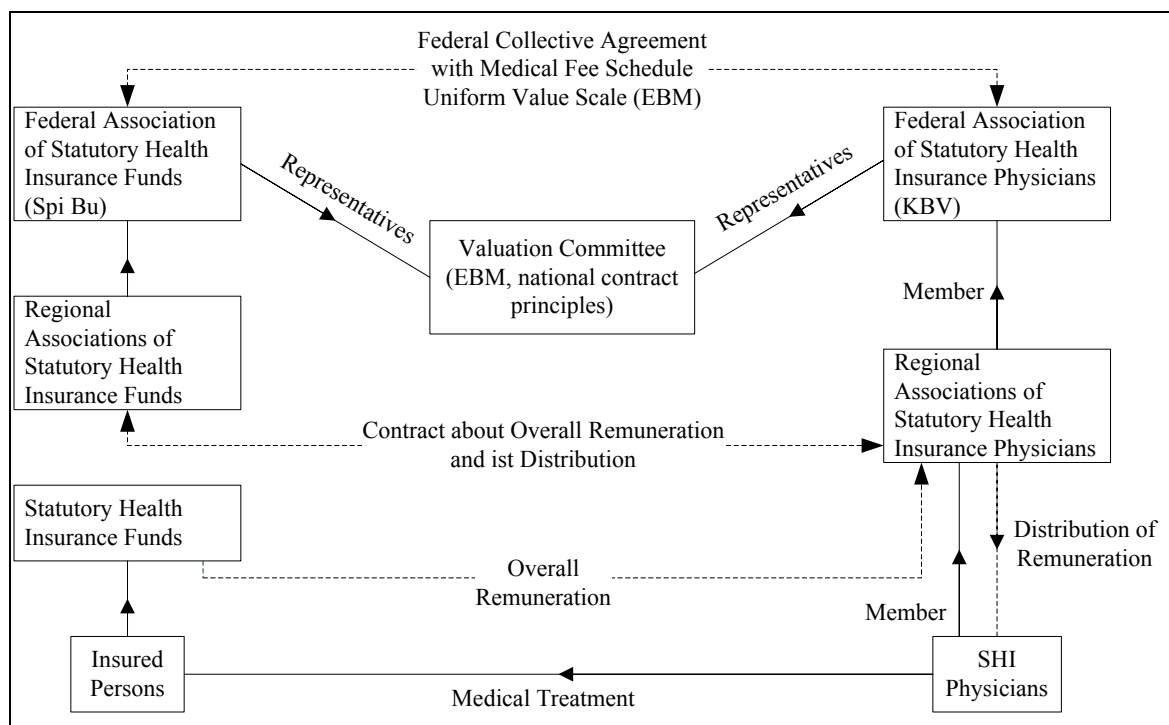 Federal Collective Agreement
with Medical Fee Schedule
Uniform Value Scale (EBM)
Federal Association
of Statutory Health
Insurance Funds
(Spi Bu)
Representatives
Representatives
Federal Association
of Statutory Health
Insurance Physicians
(KBV)
Valuation Committee
(EBM, national contract
principles)
Member
Regional
Associations of
Statutory Health
Insurance Funds
Regional
Associations of
Statutory Health
Insurance Physicians
Contract about Overall Remuneration
and ist Distribution
Statutory Health
Insurance Funds
Distribution of
Remuneration
Overall
Remuneration
Member
Insured
Persons
SHI
Physicians
Medical Treatment